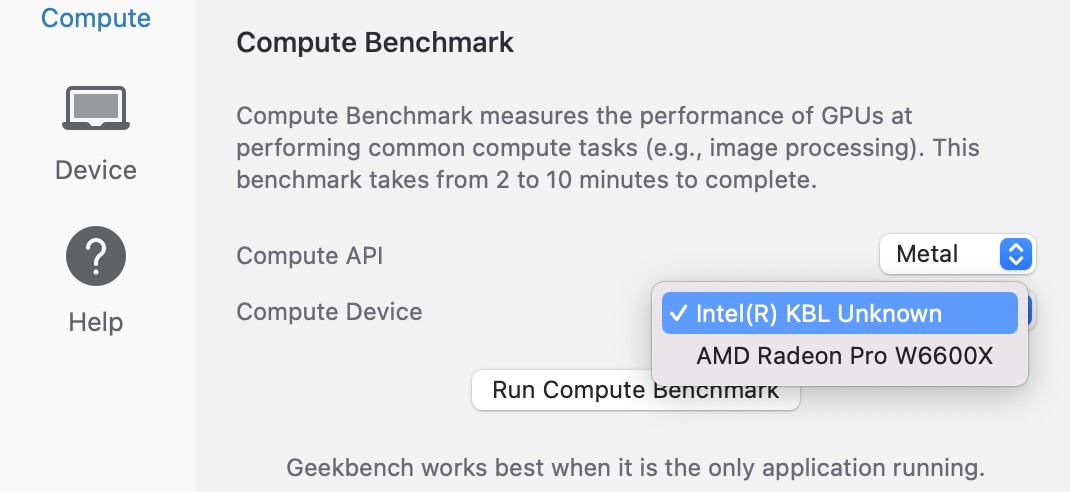 Compute
Device
?
Help
Compute Benchmark
Compute Benchmark measures the performance of GPUs at
performing common compute tasks (e.g., image processing). This
benchmark takes from 2 to 10 minutes to complete.
Compute API
Metal
Compute Device
✓ Intel(R) KBL Unknown
AMD Radeon Pro W6600X
Run Compute Benchmark
Geekbench works best when it is the only application running.